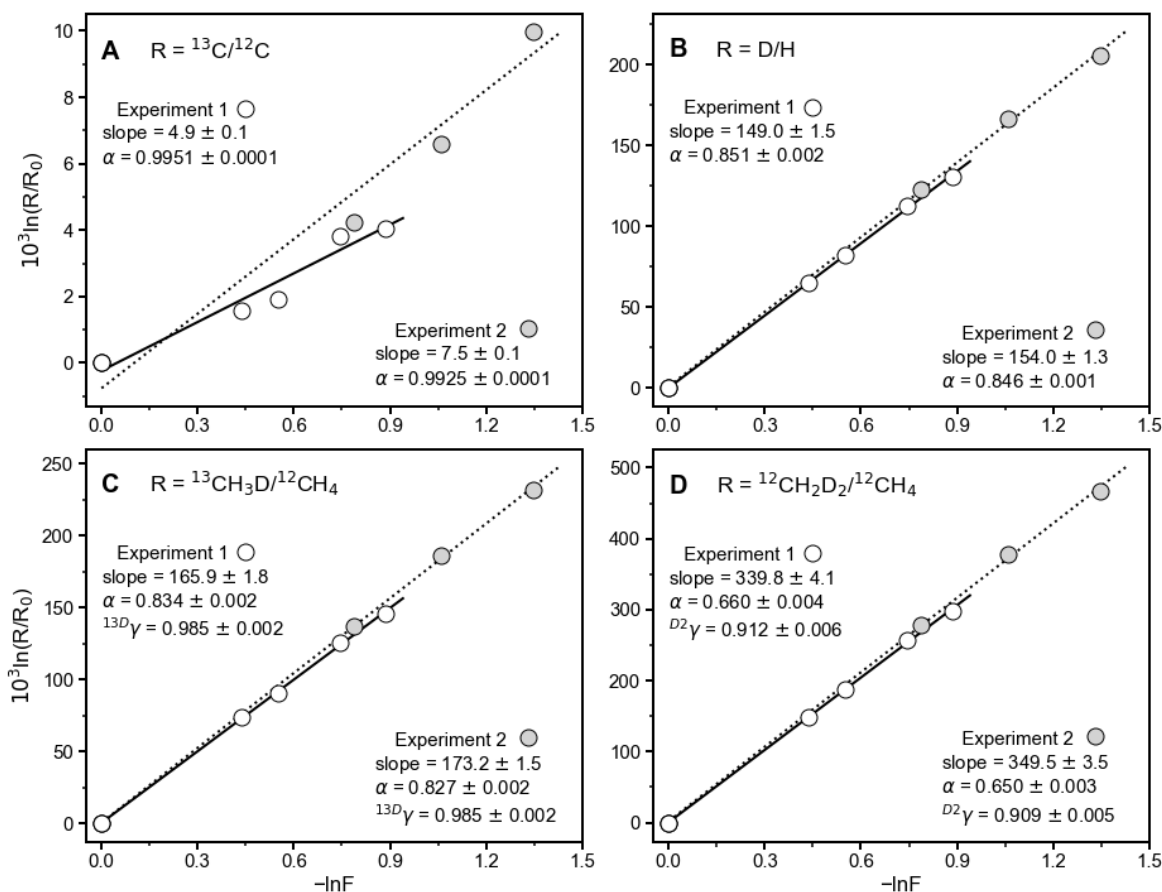 A R = ¹³C/¹²C
Experiment 1
slope = 4.9 ± 0.1
α = 0.9951 ± 0.0001
Experiment 2
slope = 7.5 ± 0.1
α = 0.9925 ± 0.0001
10³ln(R/R₀)
10
8
6
4
2
0
0.0 0.3 0.6 0.9 1.2 1.5
B R = D/H
Experiment 1
slope = 149.0 ± 1.5
α = 0.851 ± 0.002
Experiment 2
slope = 154.0 ± 1.3
α = 0.846 ± 0.001
200
150
100
50
0
0.0 0.3 0.6 0.9 1.2 1.5
C R = ¹³CH₃D/¹²CH₄
Experiment 1
slope = 165.9 ± 1.8
α = 0.834 ± 0.002
¹³ᴰγ = 0.985 ± 0.002
Experiment 2
slope = 173.2 ± 1.5
α = 0.827 ± 0.002
¹³ᴰγ = 0.985 ± 0.002
10³ln(R/R₀)
250
200
150
100
50
0
0.0 0.3 0.6 0.9 1.2 1.5
−lnF
D R = ¹²CH₂D₂/¹²CH₄
Experiment 1
slope = 339.8 ± 4.1
α = 0.660 ± 0.004
ᴰ²γ = 0.912 ± 0.006
Experiment 2
slope = 349.5 ± 3.5
α = 0.650 ± 0.003
ᴰ²γ = 0.909 ± 0.005
500
400
300
200
100
0
0.0 0.3 0.6 0.9 1.2 1.5
−lnF